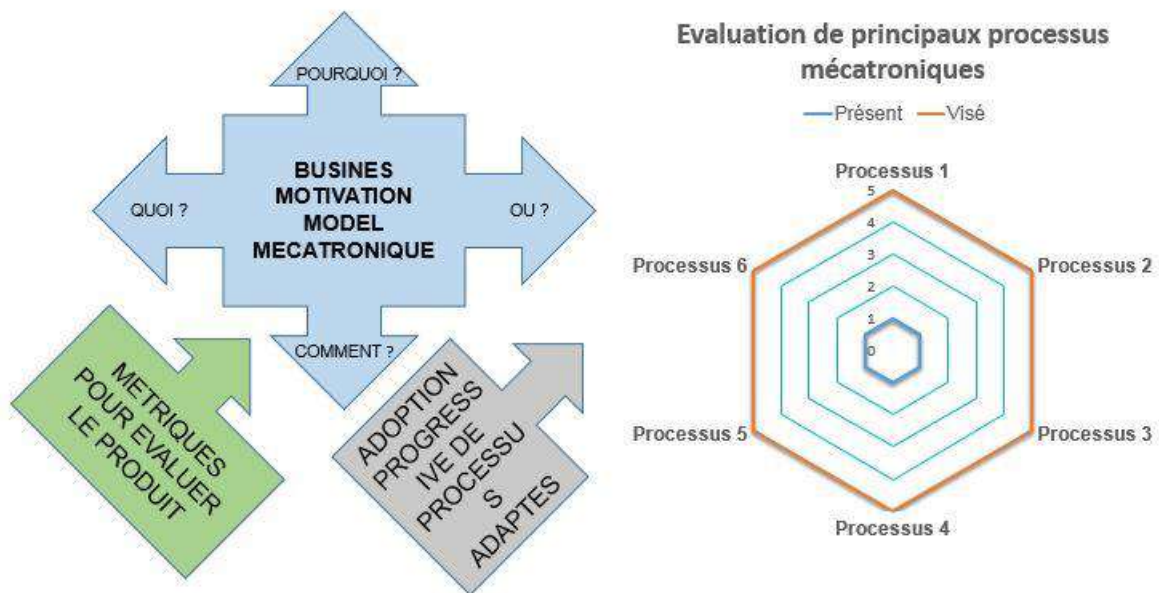 POURQUOI ?
QUOI ?
BUSINES
MOTIVATION
MODEL
MECATRONIQUE
OU ?
COMMENT ?
METRIQUES
POUR EVALUER
LE PRODUIT
ADOPTION
PROGRESS
IVE DE
PROCESSU
S
ADAPTES
Evaluation de principaux processus
mécatroniques
Présent Visé
Processus 1
5
4
3
2
1
0
Processus 2
Processus 3
Processus 4
Processus 5
Processus 6